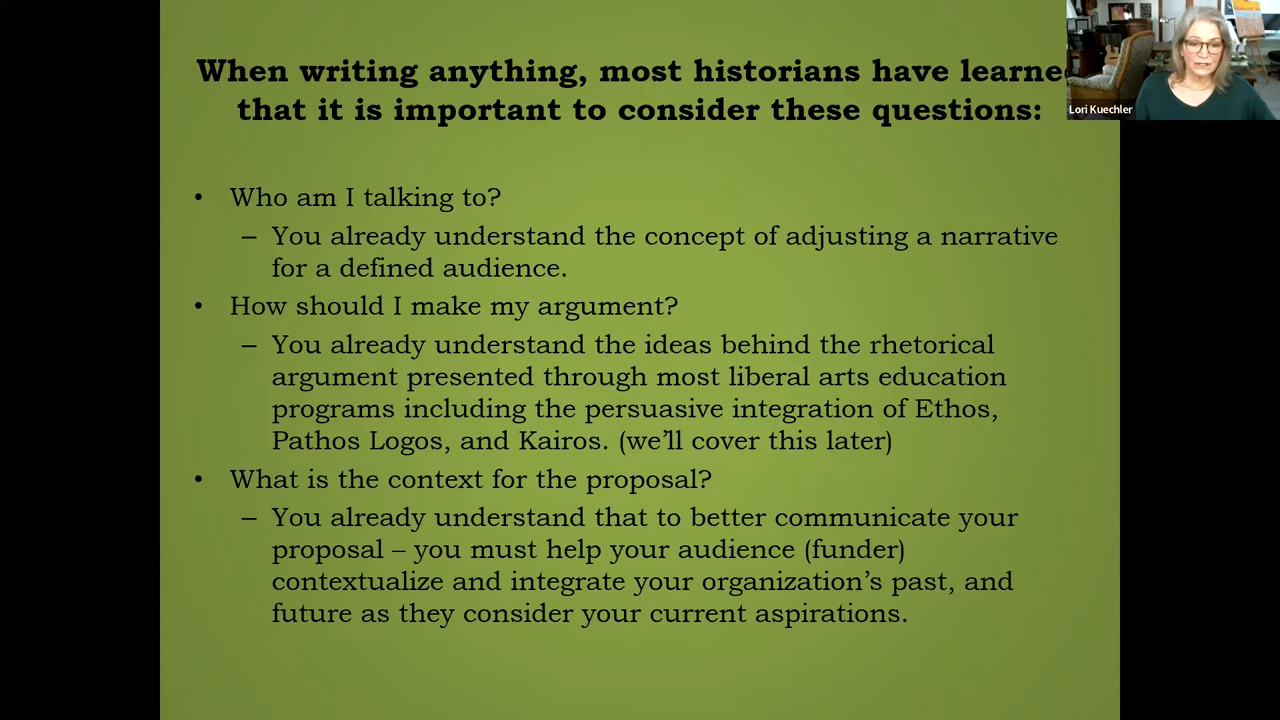 When writing anything, most historians have learne
that it is important to consider these questions:
Lori Kuechler
• Who am I talking to?
– You already understand the concept of adjusting a narrative
for a defined audience.
• How should I make my argument?
– You already understand the ideas behind the rhetorical
argument presented through most liberal arts education
programs including the persuasive integration of Ethos,
Pathos Logos, and Kairos. (we’ll cover this later)
• What is the context for the proposal?
– You already understand that to better communicate your
proposal – you must help your audience (funder)
contextualize and integrate your organization’s past, and
future as they consider your current aspirations.